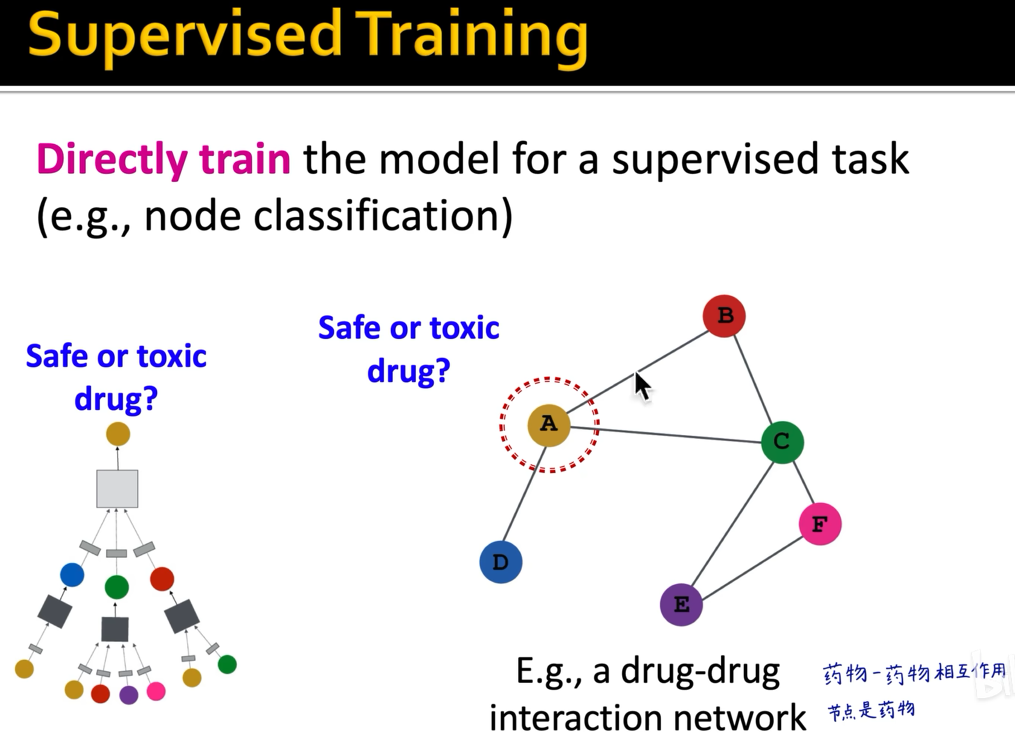 Supervised Training
Directly train the model for a supervised task
(e.g., node classification)
Safe or toxic
drug?
Safe or toxic
drug?
B
A
C
F
D
E
E.g., a drug-drug
interaction network
药物-药物相互作用
节点是药物